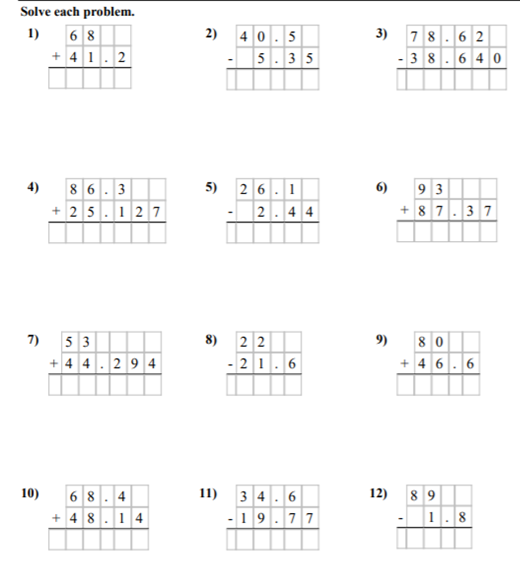 Solve each problem.
1) 68 2) 40.5 3) 78.62
+ 41.2 - 5.35 - 38.640
4) 86.3 5) 26.1 6) 93
+ 25.127 - 2.44 + 87.37
7) 53 8) 22 9) 80
+ 44.294 - 21.6 + 46.6
10) 68.4 11) 34.6 12) 89
+ 48.14 - 19.77 - 1.8